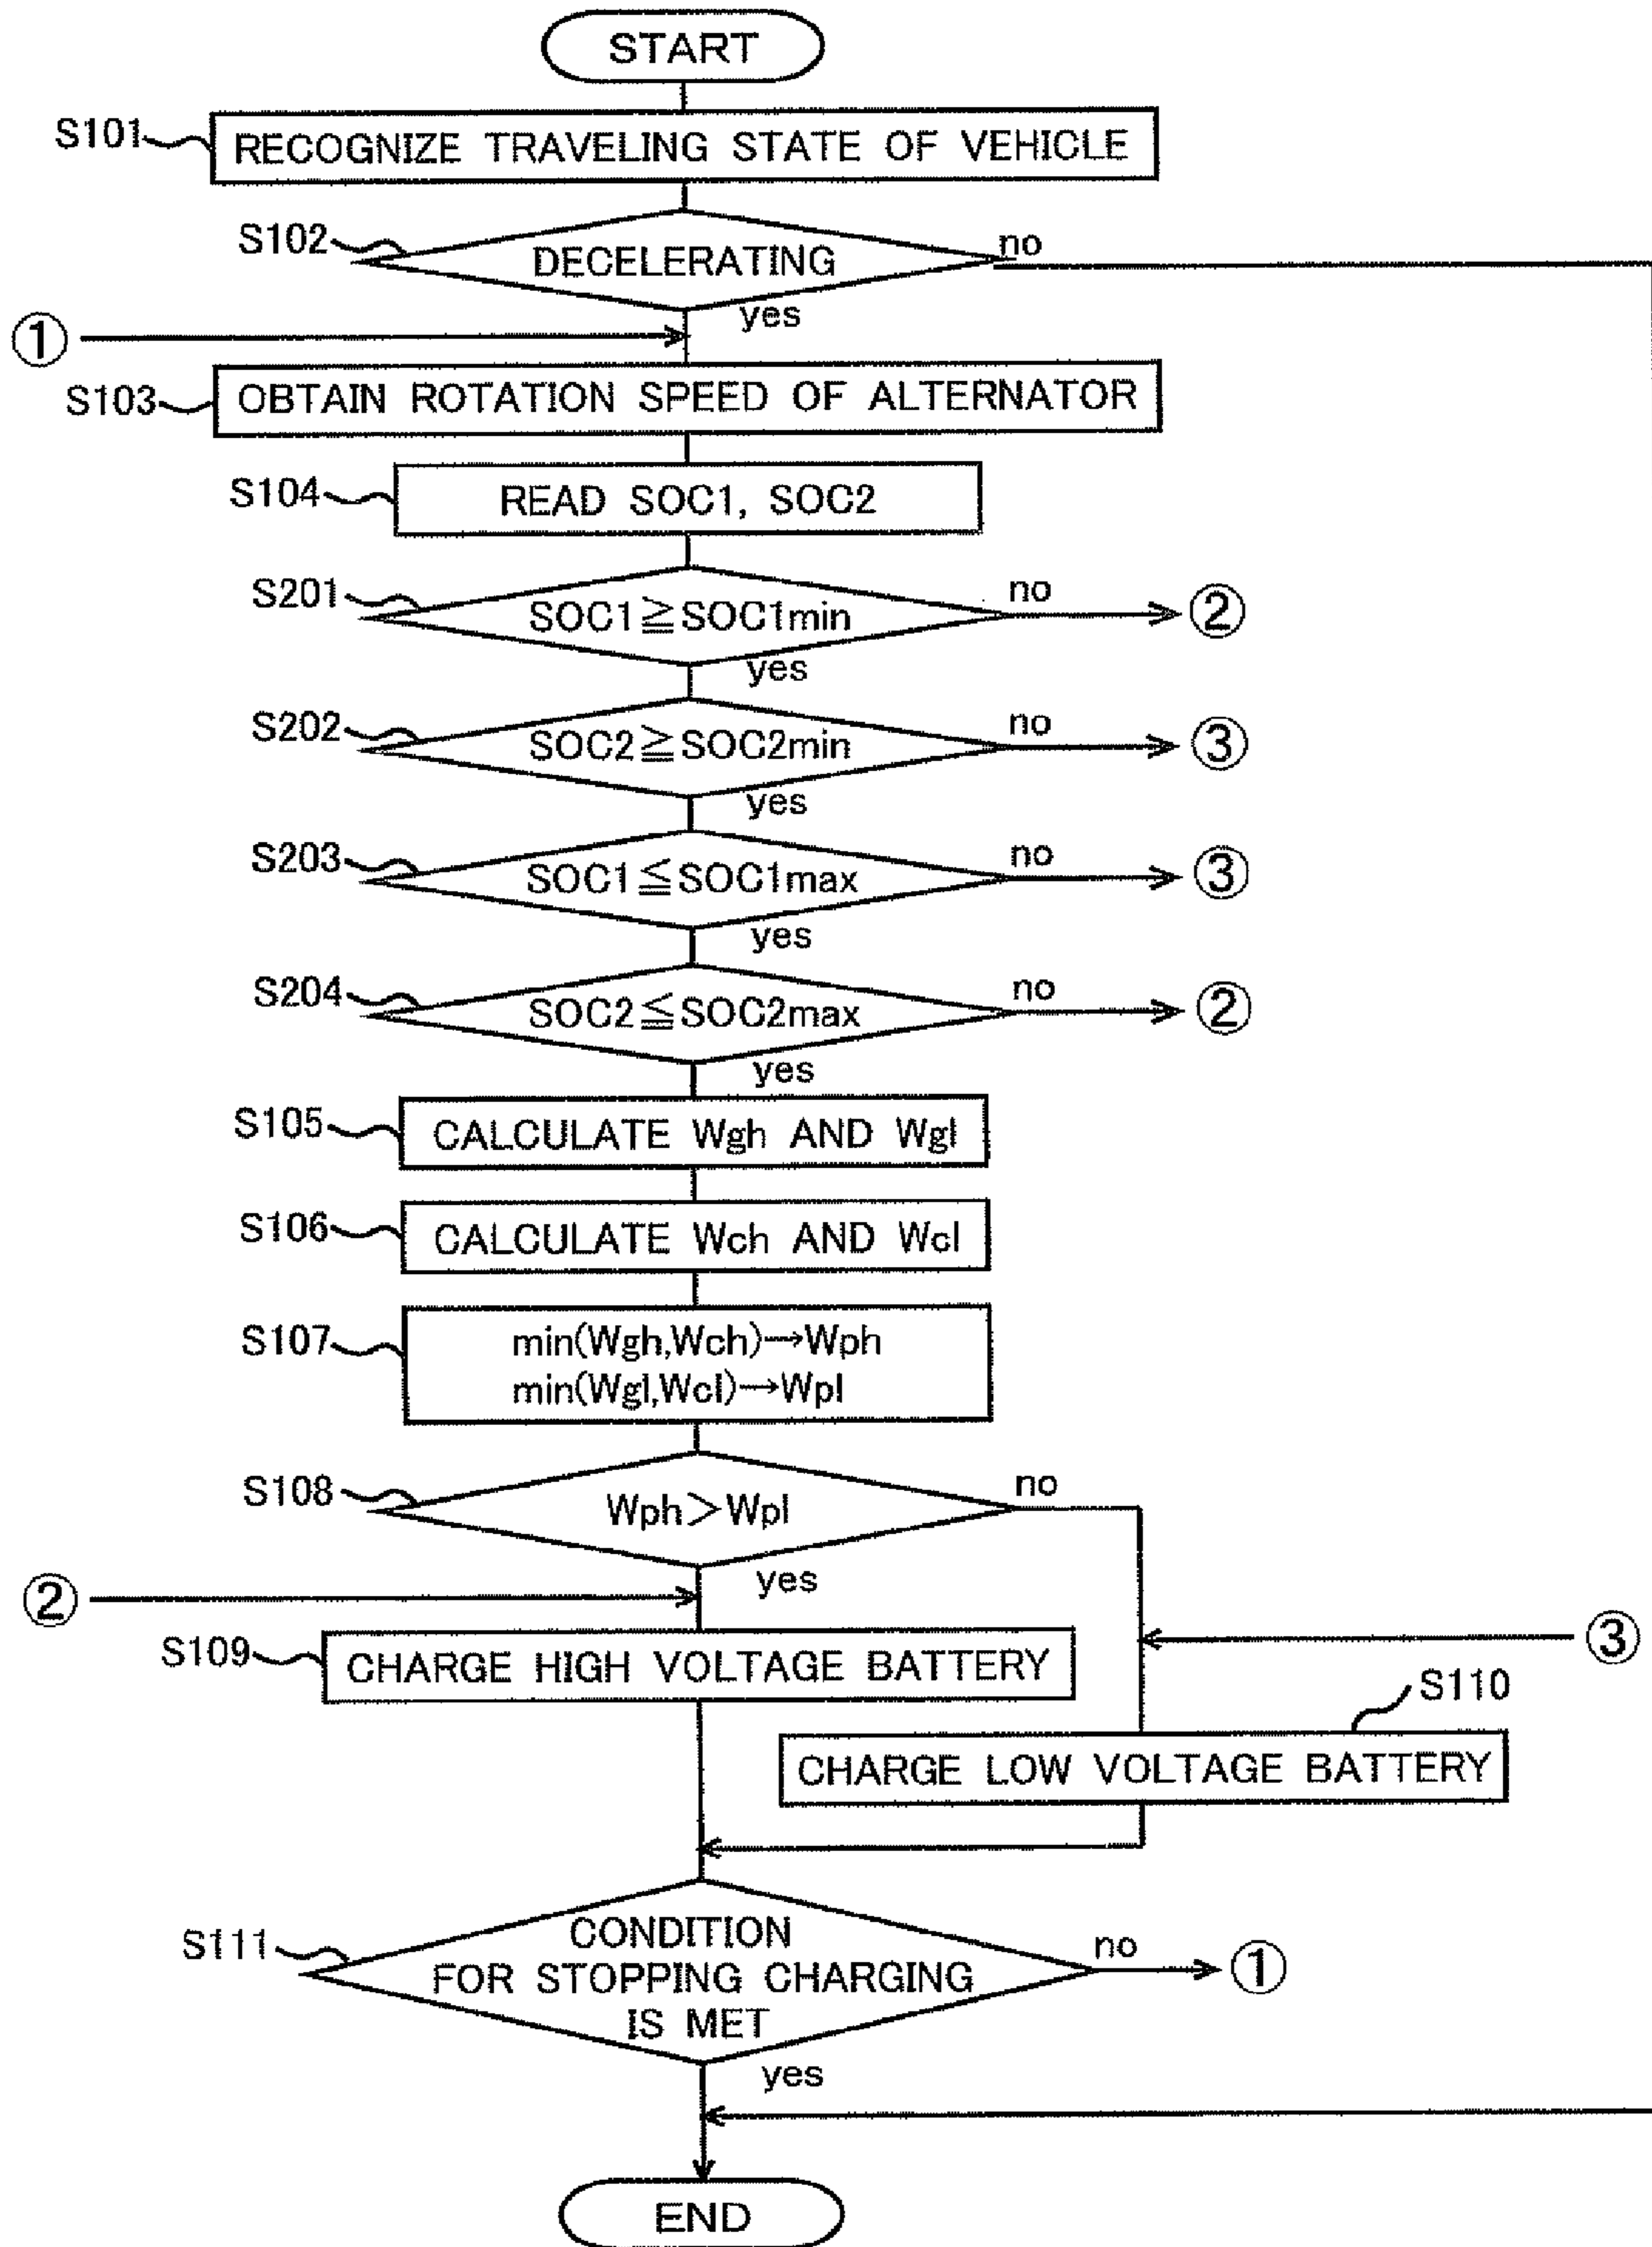 START
S101
RECOGNIZE TRAVELING STATE OF VEHICLE
S102
DECELERATING
no
yes
①
S103
OBTAIN ROTATION SPEED OF ALTERNATOR
S104
READ SOC1, SOC2
S201
SOC1≧SOC1min
no
②
yes
S202
SOC2≧SOC2min
no
③
yes
S203
SOC1≦SOC1max
no
③
yes
S204
SOC2≦SOC2max
no
②
yes
S105
CALCULATE Wgh AND Wgl
S106
CALCULATE Wch AND Wcl
S107
min(Wgh,Wch)→Wph
min(Wgl,Wcl)→Wpl
S108
Wph>Wpl
no
yes
②
S109
CHARGE HIGH VOLTAGE BATTERY
③
S110
CHARGE LOW VOLTAGE BATTERY
S111
CONDITION
FOR STOPPING CHARGING
IS MET
no
①
yes
END